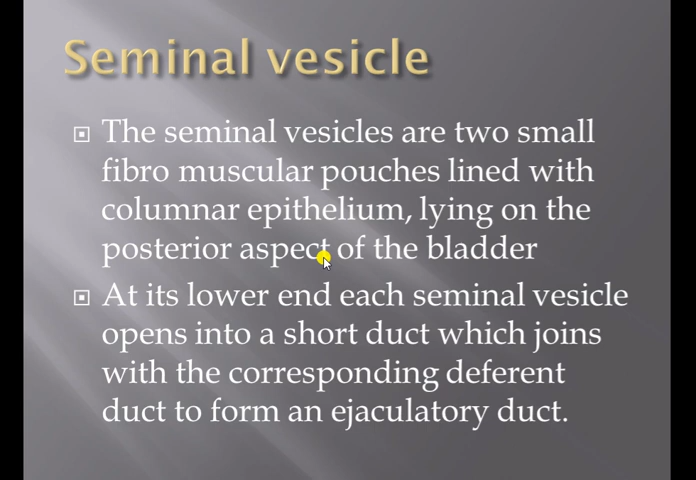 Seminal vesicle
The seminal vesicles are two small
fibro muscular pouches lined with
columnar epithelium, lying on the
posterior aspect of the bladder
At its lower end each seminal vesicle
opens into a short duct which joins
with the corresponding deferent
duct to form an ejaculatory duct.